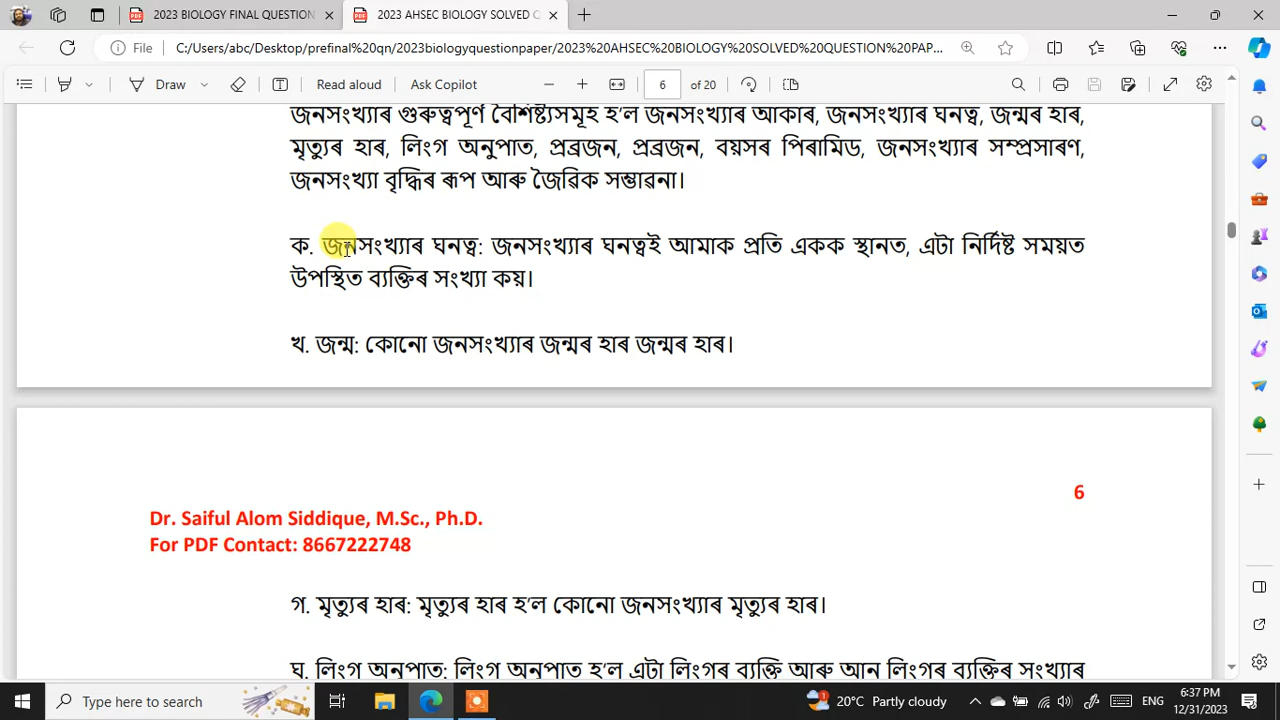 2023 BIOLOGY FINAL QUESTION
2023 AHSEC BIOLOGY SOLVED Q
File
C:/Users/abc/Desktop/prefinal%20qn/2023biologyquestionpaper/2023%20AHSEC%20BIOLOGY%20SOLVED%20QUESTION%20PAP...
Draw
Read aloud
Ask Copilot
6
of 20
জনসংখ্যাৰ গুৰুত্বপূৰ্ণ বৈশিষ্ট্যসমূহ হ'ল জনসংখ্যাৰ আকাৰ, জনসংখ্যাৰ ঘনত্ব, জন্মৰ হাৰ,
মৃত্যুৰ হাৰ, লিংগ অনুপাত, প্ৰব্ৰজন, প্ৰব্ৰজন, বয়সৰ পিৰামিড, জনসংখ্যাৰ সম্প্ৰসাৰণ,
জনসংখ্যা বৃদ্ধিৰ ৰূপ আৰু জৈৱিক সম্ভাৱনা।
ক. জনসংখ্যাৰ ঘনত্ব: জনসংখ্যাৰ ঘনত্বই আমাক প্ৰতি একক স্থানত, এটা নিৰ্দিষ্ট সময়ত
উপস্থিত ব্যক্তিৰ সংখ্যা কয়।
খ. জন্ম: কোনো জনসংখ্যাৰ জন্মৰ হাৰ জন্মৰ হাৰ।
6
Dr. Saiful Alom Siddique, M.Sc., Ph.D.
For PDF Contact: 8667222748
গ. মৃত্যুৰ হাৰ: মৃত্যুৰ হাৰ হ'ল কোনো জনসংখ্যাৰ মৃত্যুৰ হাৰ।
ঘ. লিংগ অনুপাত: লিংগ অনুপাত হ'ল এটা লিংগৰ ব্যক্তি আৰু আন লিংগৰ ব্যক্তিৰ সংখ্যাৰ
Type here to search
20°C Partly cloudy
ENG
6:37 PM
12/31/2023